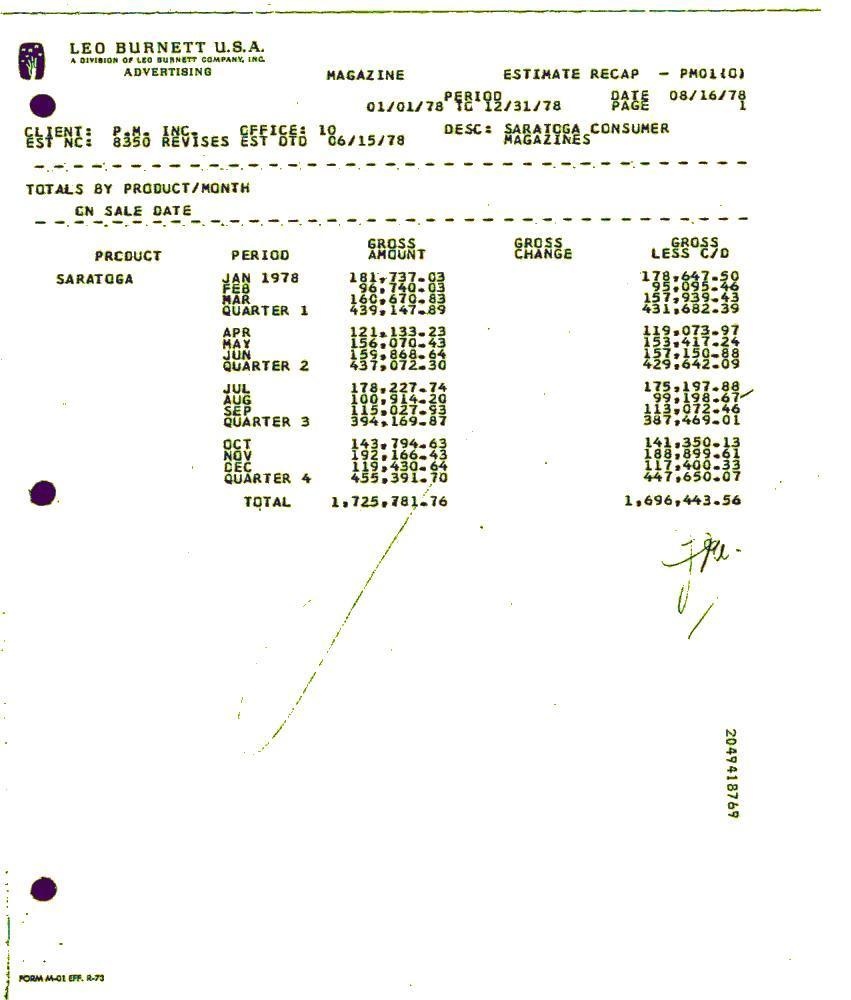 LEO BURNETT U.S.A.
A DIVISION OF LEO BURNETT COMPANY, INC.
ADVERTISING
MAGAZINE ESTIMATE RECAP - PM01(C)
PERIOD DATE 08/16/78
01/01/78 TO 12/31/78 PAGE 1
CLIENT: P.M. INC. OFFICE: 10 DESC: SARATOGA CONSUMER
EST NC: 8350 REVISES EST DTD 06/15/78 MAGAZINES
TOTALS BY PRODUCT/MONTH
ON SALE DATE
GROSS GROSS GROSS
PRODUCT PERIOD AMOUNT CHANGE LESS C/D
SARATOGA JAN 1978 181,737.03 178,647.50
FEB 96,740.03 95,095.46
MAR 160,670.83 157,939.43
QUARTER 1 439,147.89 431,682.39
APR 121,133.23 119,073.97
MAY 156,070.43 153,417.24
JUN 159,868.64 157,150.88
QUARTER 2 437,072.30 429,642.09
JUL 178,227.74 175,197.88
AUG 100,914.20 99,198.67
SEP 115,027.93 113,072.46
QUARTER 3 394,169.87 387,469.01
OCT 143,794.63 141,350.13
NOV 192,166.43 188,899.61
DEC 119,430.64 117,400.33
QUARTER 4 455,391.70 447,650.07
TOTAL 1,725,781.76 1,696,443.56
2049418769
FORM M-01 EFF. R-73